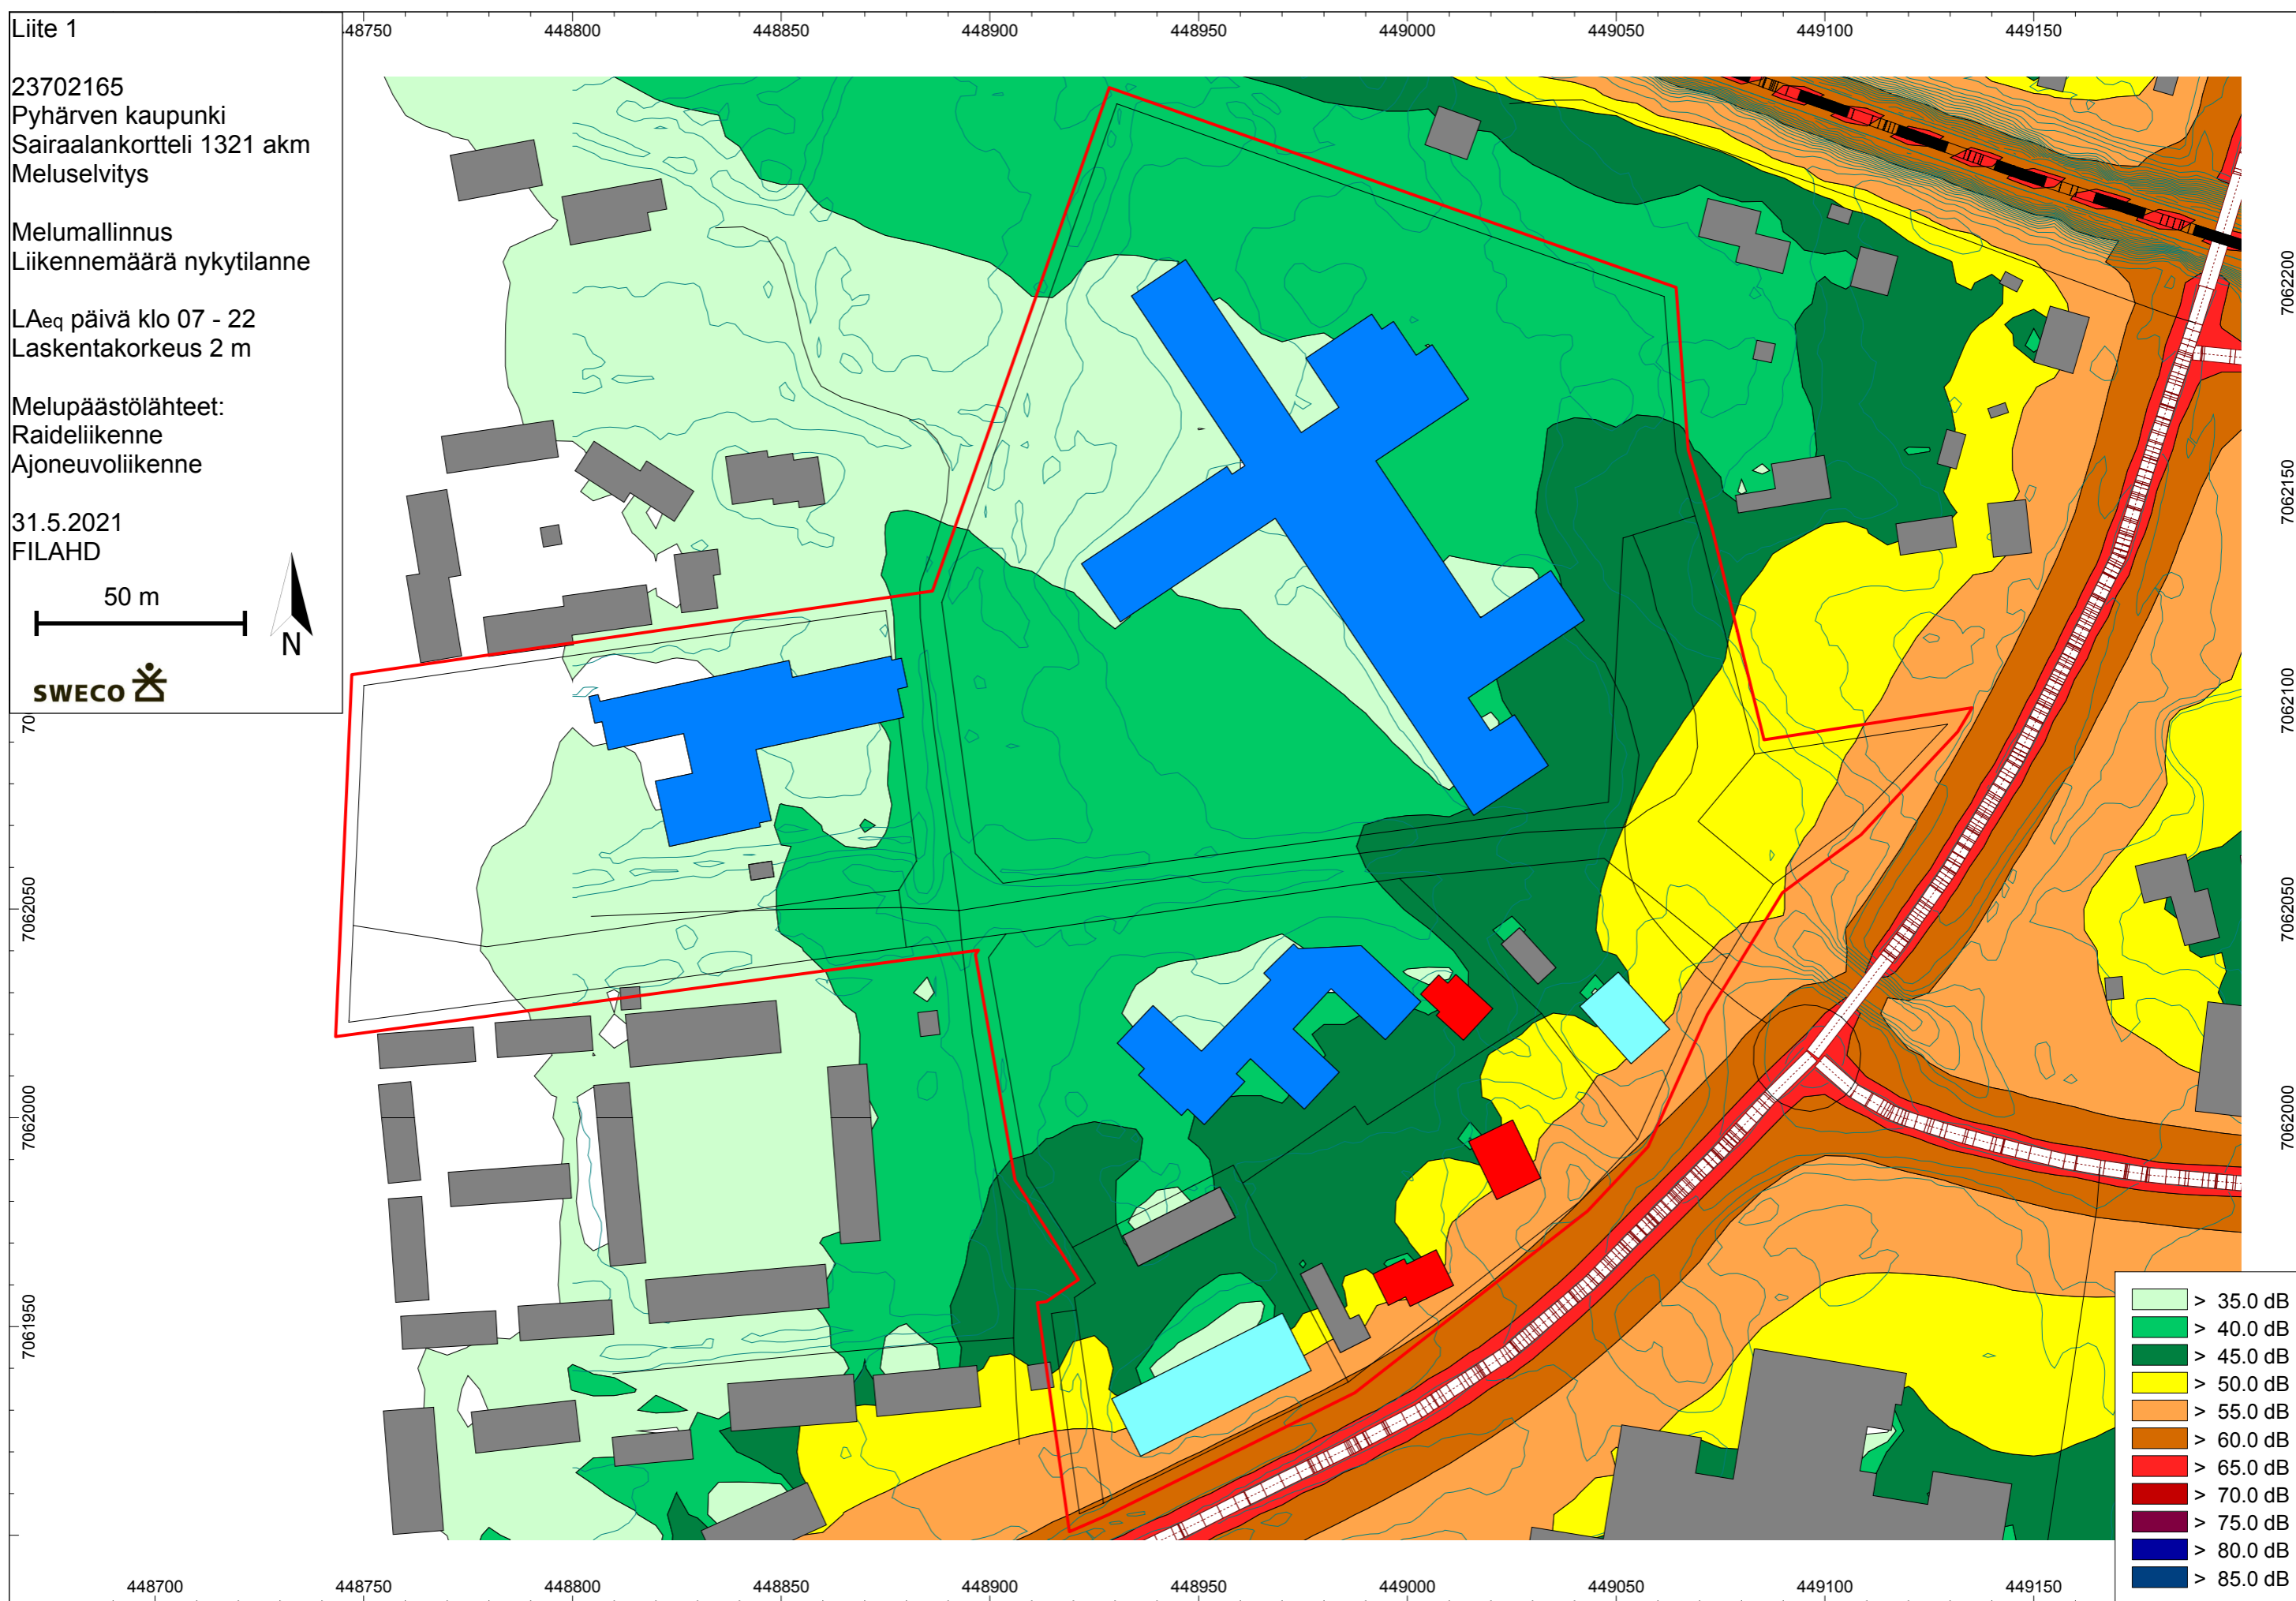 Liite 1
23702165
Pyhärven kaupunki
Sairaalankortteli 1321 akm
Meluselvitys
Melumallinnus
Liikennemäärä nykytilanne
LAeq päivä klo 07 - 22
Laskentakorkeus 2 m
Melupäästölähteet:
Raideliikenne
Ajoneuvoliikenne
31.5.2021
FILAHD
50 m
N
SWECO
448750 448800 448850 448900 448950 449000 449050 449100 449150
7062200
7062150
7062100
7062050
7062000
7062050
7062000
7061950
> 35.0 dB
> 40.0 dB
> 45.0 dB
> 50.0 dB
> 55.0 dB
> 60.0 dB
> 65.0 dB
> 70.0 dB
> 75.0 dB
> 80.0 dB
> 85.0 dB
448700 448750 448800 448850 448900 448950 449000 449050 449100 449150